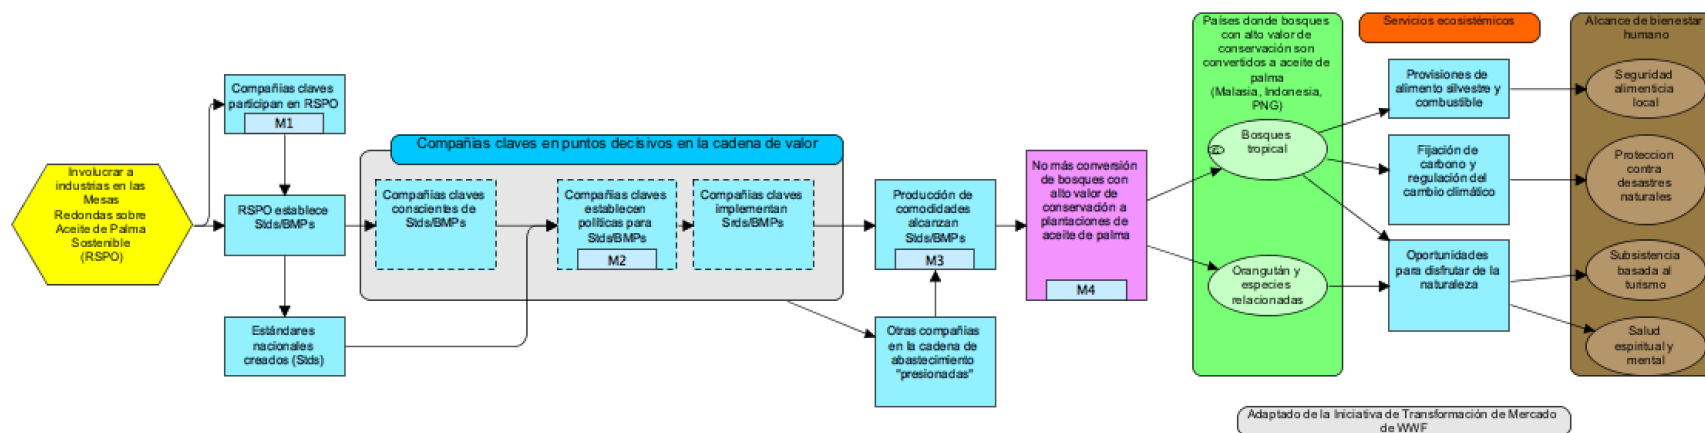 Involucrar a
industrias en las
Mesas
Redondas sobre
Aceite de Palma
Sostenible
(RSPO)
Compañias claves
participan en RSPO
M1
RSPO establece
Stds/BMPs
Estándares
nacionales
creados (Stds)
Compañias claves en puntos decisivos en la cadena de valor
Compañias claves
conscientes de
Stds/BMPs
Compañias claves
establecen
políticas para
Stds/BMPs
M2
Compañias claves
implementan
Srds/BMPs
Producción de
comodidades
alcanzan
Stds/BMPs
M3
Otras compañías
en la cadena de
abastecimiento
"presionadas"
No más conversión
de bosques con
alto valor de
conservación a
plantaciones de
aceite de palma
M4
Países donde bosques
con alto valor de
conservación son
convertidos a aceite de
palma
(Malasia, Indonesia,
PNG)
Bosques
tropical
Orangután y
especies
relacionadas
Servicios ecosistémicos
Provisiones de
alimento silvestre y
combustible
Fijación de
carbono y
regulación del
cambio climático
Oportunidades
para disfrutar de la
naturaleza
Alcance de bienestar
humano
Seguridad
alimenticia
local
Proteccion
contra
desastres
naturales
Subsistencia
basada al
turismo
Salud
espiritual y
mental
Adaptado de la Iniciativa de Transformación de Mercado
de WWF